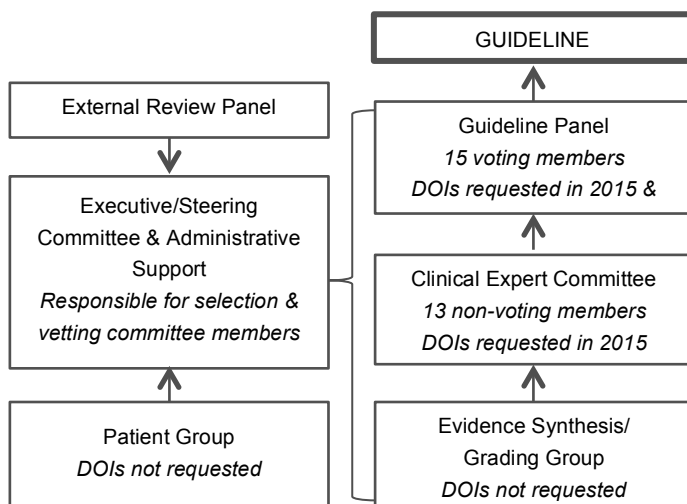 GUIDELINE
External Review Panel
Guideline Panel
15 voting members
DOIs requested in 2015 &
Executive/Steering
Committee & Administrative
Support
Responsible for selection &
vetting committee members
Clinical Expert Committee
13 non-voting members
DOIs requested in 2015
Patient Group
DOIs not requested
Evidence Synthesis/
Grading Group
DOIs not requested